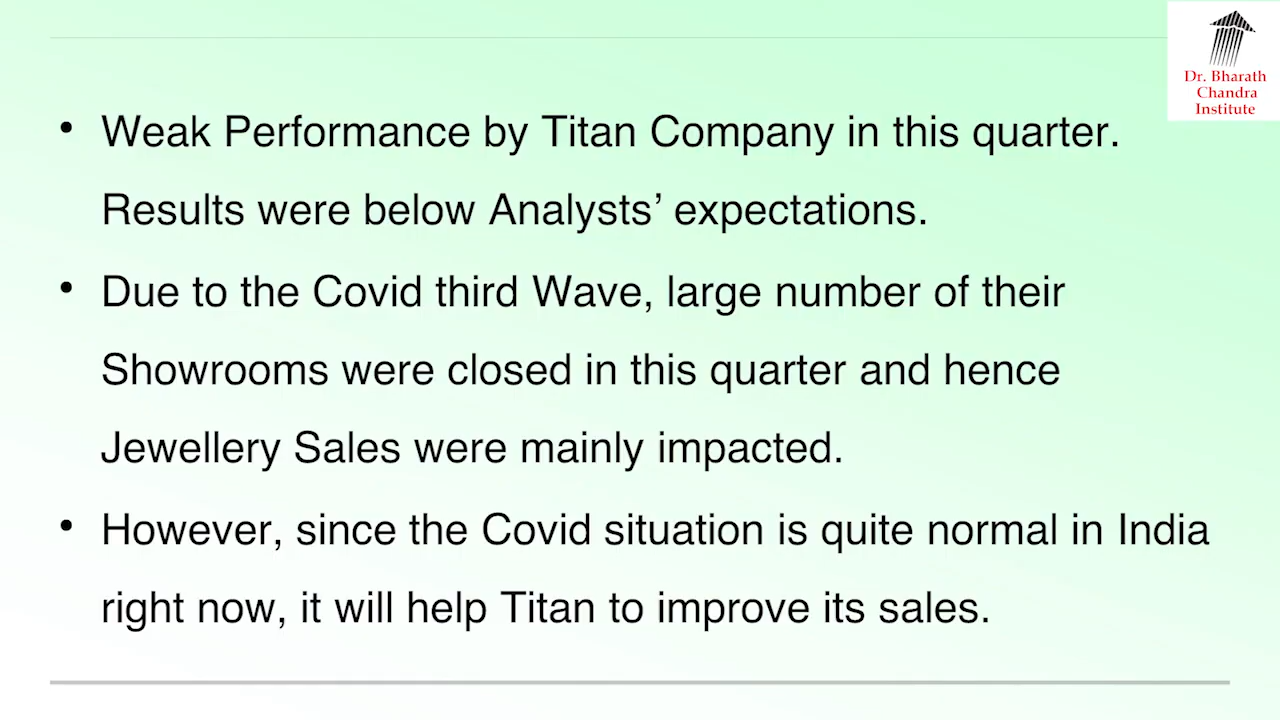 Dr. Bharath
Chandra
Institute
• Weak Performance by Titan Company in this quarter.
Results were below Analysts’ expectations.
• Due to the Covid third Wave, large number of their
Showrooms were closed in this quarter and hence
Jewellery Sales were mainly impacted.
• However, since the Covid situation is quite normal in India
right now, it will help Titan to improve its sales.